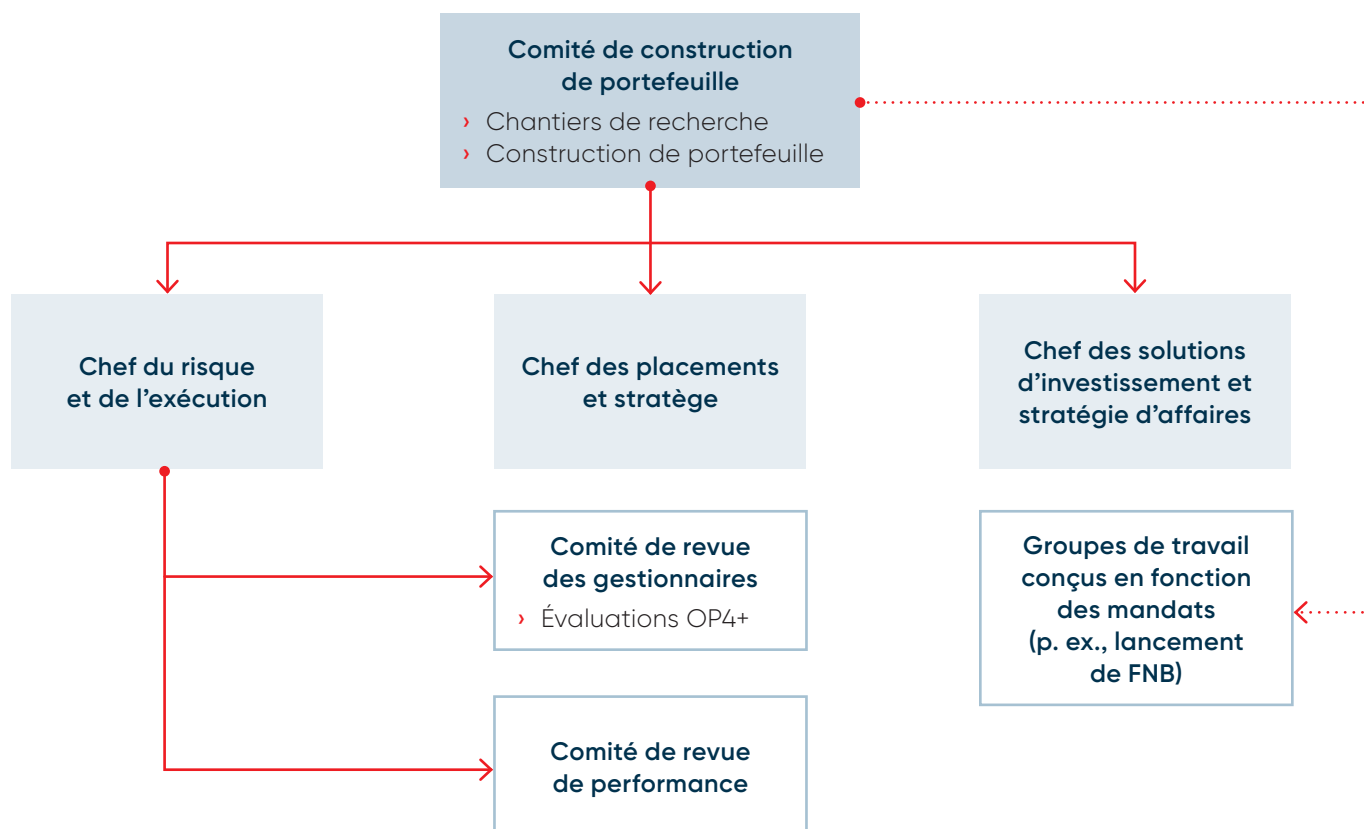 Comité de construction
de portefeuille
› Chantiers de recherche
› Construction de portefeuille
Chef du risque
et de l’exécution
Chef des placements
et stratège
Chef des solutions
d’investissement et
stratégie d’affaires
Comité de revue
des gestionnaires
› Évaluations OP4+
Groupes de travail
conçus en fonction
des mandats
(p. ex., lancement
de FNB)
Comité de revue
de performance